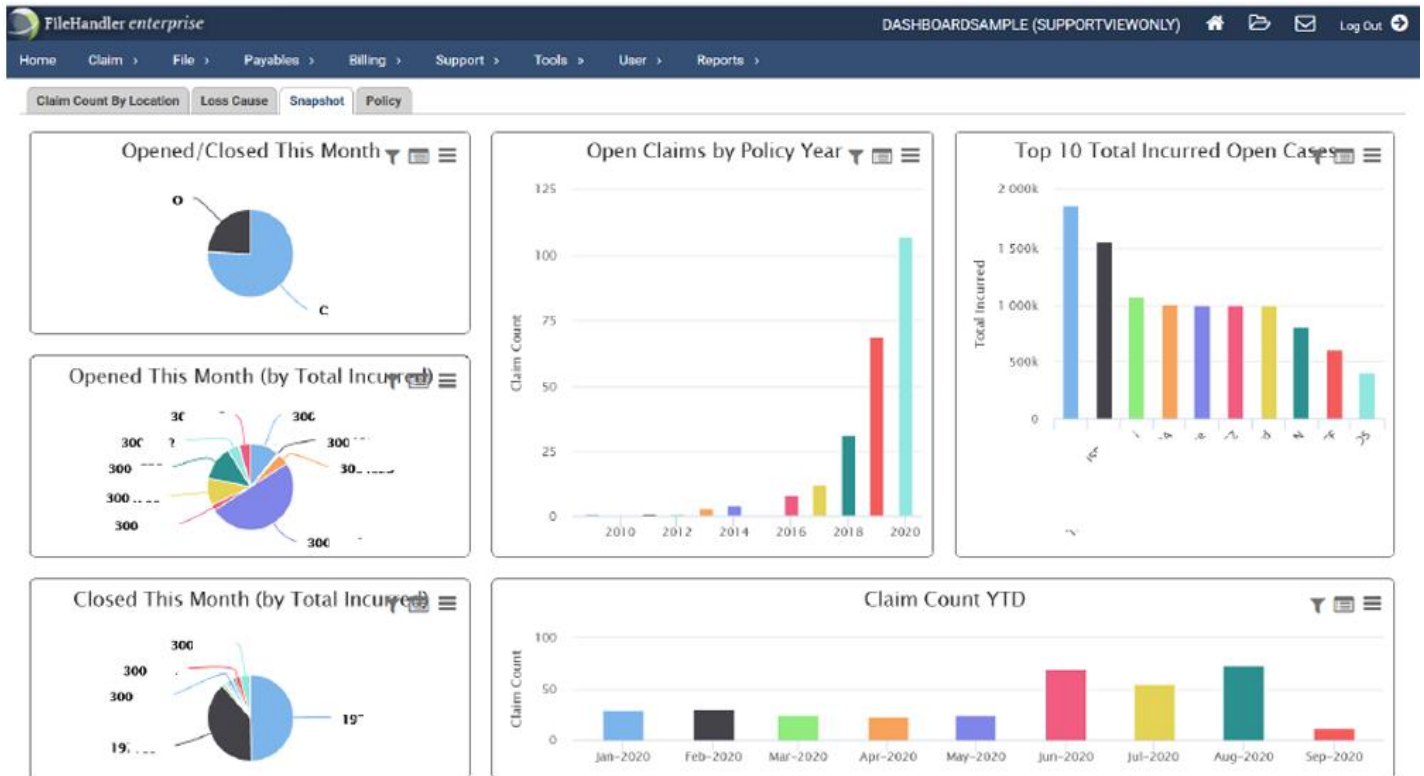 FileHandler enterprise
DASHBOARDSAMPLE (SUPPORTVIEWONLY) Log Out
Home Claim File Payables Billing Support Tools User Reports
Claim Count By Location Loss Cause Snapshot Policy
Opened/Closed This Month
O
C
Opened This Month (by Total Incurred)
300
300
300
300
300
300
300
Closed This Month (by Total Incurred)
300
300
300
Open Claims by Policy Year
Claim Count
125
100
75
50
25
0
2010 2012 2014 2016 2018 2020
Top 10 Total Incurred Open Cases
Total Incurred
2 000k
1 500k
1 000k
500k
0
Claim Count YTD
Claim Count
100
50
0
Jan-2020 Feb-2020 Mar-2020 Apr-2020 May-2020 Jun-2020 Jul-2020 Aug-2020 Sep-2020